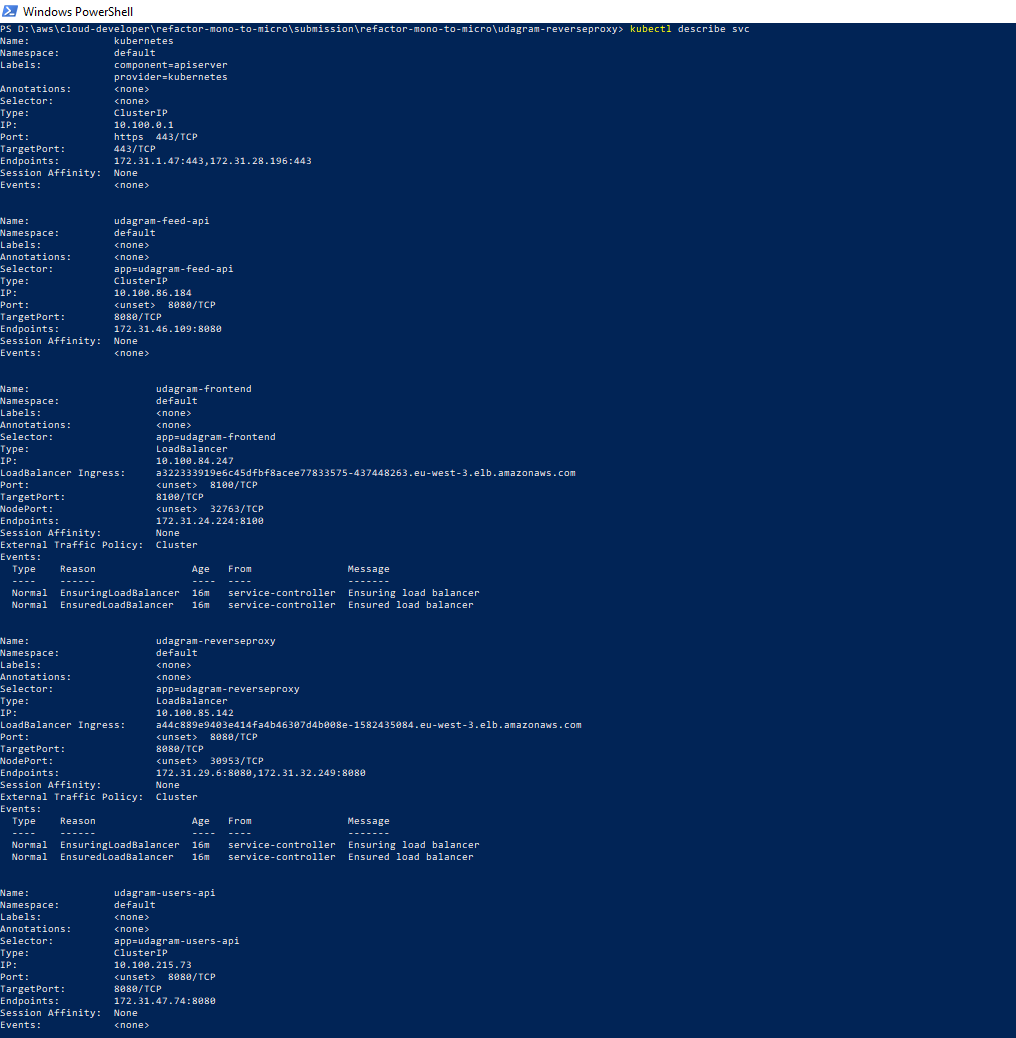 Windows PowerShell
PS D:\aws\cloud-developer\refactor-mono-to-micro\submission\refactor-mono-to-micro\udagram-reverseproxy> kubectl describe svc
Name:              kubernetes
Namespace:         default
Labels:            component=apiserver
                   provider=kubernetes
Annotations:       <none>
Selector:          <none>
Type:              ClusterIP
IP:                10.100.0.1
Port:              https  443/TCP
TargetPort:        443/TCP
Endpoints:         172.31.1.47:443,172.31.28.196:443
Session Affinity:  None
Events:            <none>

Name:              udagram-feed-api
Namespace:         default
Labels:            <none>
Annotations:       <none>
Selector:          app=udagram-feed-api
Type:              ClusterIP
IP:                10.100.86.184
Port:              <unset>  8080/TCP
TargetPort:        8080/TCP
Endpoints:         172.31.46.109:8080
Session Affinity:  None
Events:            <none>

Name:                     udagram-frontend
Namespace:                default
Labels:                   <none>
Annotations:              <none>
Selector:                 app=udagram-frontend
Type:                     LoadBalancer
IP:                       10.100.84.247
LoadBalancer Ingress:     a322333919e6c45dfbf8acee77833575-437448263.eu-west-3.elb.amazonaws.com
Port:                     <unset>  8100/TCP
TargetPort:               8100/TCP
NodePort:                 <unset>  32763/TCP
Endpoints:                172.31.24.224:8100
Session Affinity:         None
External Traffic Policy:  Cluster
Events:
  Type    Reason                Age   From                Message
  ----    ------                ----  ----                -------
  Normal  EnsuringLoadBalancer  16m   service-controller  Ensuring load balancer
  Normal  EnsuredLoadBalancer   16m   service-controller  Ensured load balancer

Name:                     udagram-reverseproxy
Namespace:                default
Labels:                   <none>
Annotations:              <none>
Selector:                 app=udagram-reverseproxy
Type:                     LoadBalancer
IP:                       10.100.85.142
LoadBalancer Ingress:     a44c889e9403e414fa4b46307d4b008e-1582435084.eu-west-3.elb.amazonaws.com
Port:                     <unset>  8080/TCP
TargetPort:               8080/TCP
NodePort:                 <unset>  30953/TCP
Endpoints:                172.31.29.6:8080,172.31.32.249:8080
Session Affinity:         None
External Traffic Policy:  Cluster
Events:
  Type    Reason                Age   From                Message
  ----    ------                ----  ----                -------
  Normal  EnsuringLoadBalancer  16m   service-controller  Ensuring load balancer
  Normal  EnsuredLoadBalancer   16m   service-controller  Ensured load balancer

Name:              udagram-users-api
Namespace:         default
Labels:            <none>
Annotations:       <none>
Selector:          app=udagram-users-api
Type:              ClusterIP
IP:                10.100.215.73
Port:              <unset>  8080/TCP
TargetPort:        8080/TCP
Endpoints:         172.31.47.74:8080
Session Affinity:  None
Events:            <none>